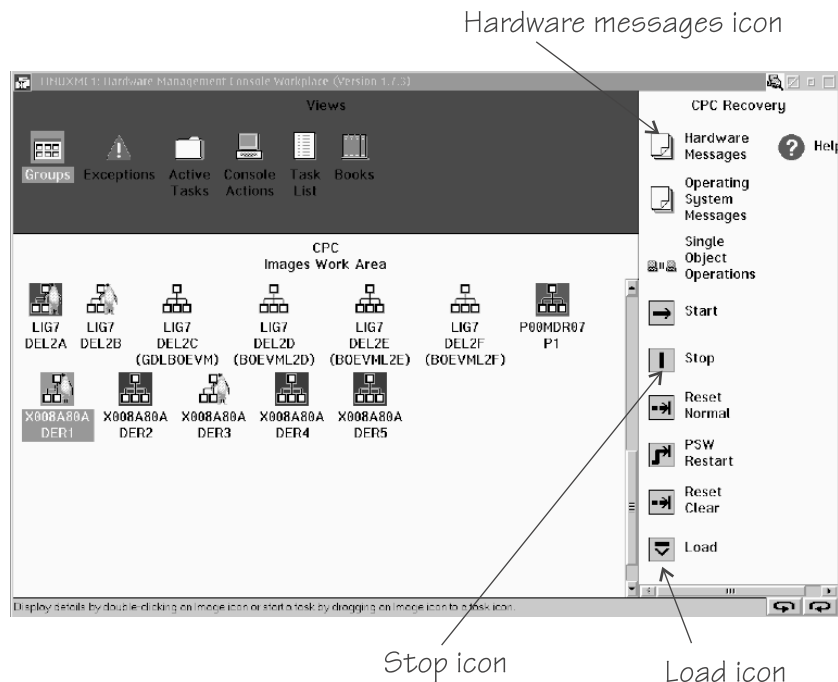 Hardware messages icon
LINUXME1: Hardware Management Console Workplace (Version 1.7.3)
Views
Groups
Exceptions
Active
Tasks
Console
Actions
Task
List
Books
CPC
Images Work Area
LIG7
DEL2A
LIG7
DEL2B
LIG7
DEL2C
(GDLBOEVM)
LIG7
DEL2D
(BOEVML2D)
LIG7
DEL2E
(BOEVML2E)
LIG7
DEL2F
(BOEVML2F)
P00MDR07
P1
X008A80A
DER1
X008A80A
DER2
X008A80A
DER3
X008A80A
DER4
X008A80A
DER5
CPC Recovery
Hardware
Messages
Help
Operating
System
Messages
Single
Object
Operations
Start
Stop
Reset
Normal
PSW
Restart
Reset
Clear
Load
Display details by double-clicking an Image icon or start a task by dragging an Image icon to a task icon.
Stop icon
Load icon